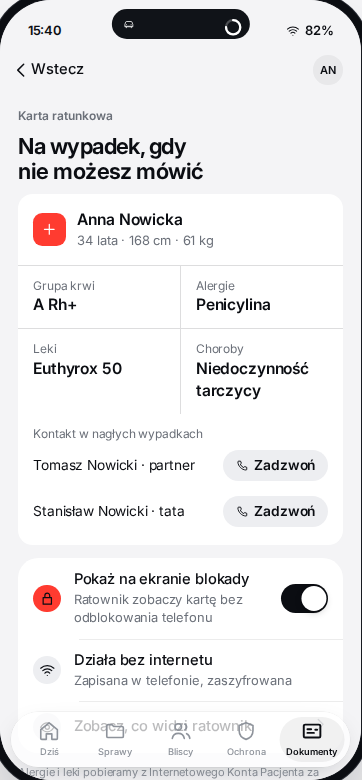 15:40
82%
Wstecz
AN
Karta ratunkowa
Na wypadek, gdy
nie możesz mówić
Anna Nowicka
34 lata · 168 cm · 61 kg
Grupa krwi
A Rh+
Alergie
Penicylina
Leki
Euthyrox 50
Choroby
Niedoczynność
tarczycy
Kontakt w nagłych wypadkach
Tomasz Nowicki · partner
Zadzwoń
Stanisław Nowicki · tata
Zadzwoń
Pokaż na ekranie blokady
Ratownik zobaczy kartę bez
odblokowania telefonu
Działa bez internetu
Zapisana w telefonie, zaszyfrowana
Zobacz, co widzi ratownik
Dziś
Sprawy
Bliscy
Ochrona
Dokumenty
Alergie i leki pobieramy z Internetowego Konta Pacjenta za